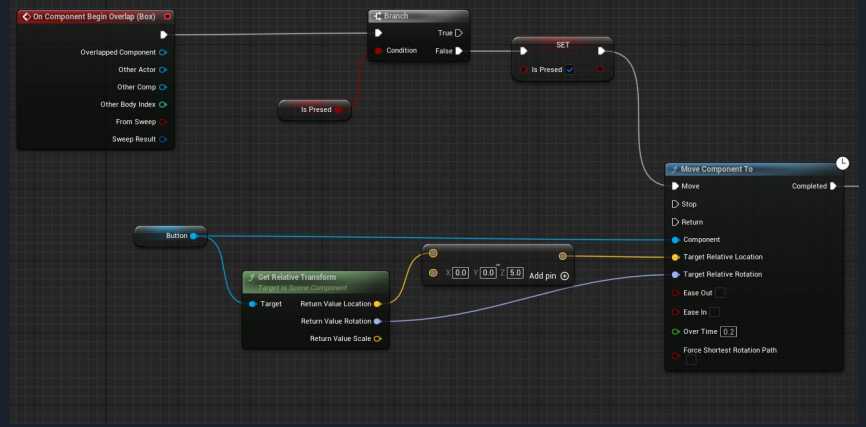 On Component Begin Overlap (Box)
Overlapped Component
Other Actor
Other Comp
Other Body Index
From Sweep
Sweep Result
Branch
True
Condition
False
Is Presed
SET
Is Presed
Move Component To
Move
Completed
Stop
Return
Component
Target Relative Location
Target Relative Rotation
Ease Out
Ease In
Over Time 0.2
Force Shortest Rotation Path
Button
Get Relative Transform
Target is Scene Component
Target
Return Value Location
Return Value Rotation
Return Value Scale
-
X 0.0 Y 0.0 Z 5.0 Add pin